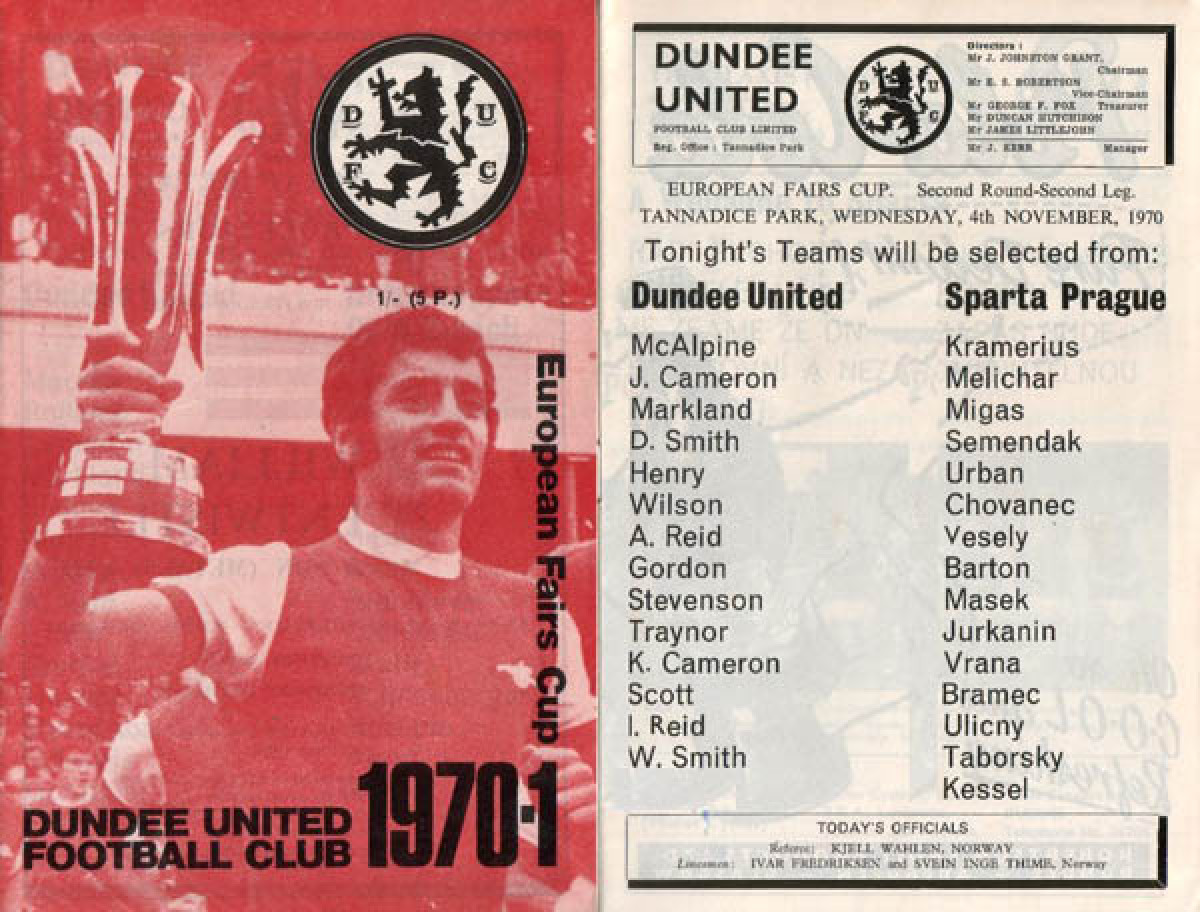 D U
F C
1/- (5 P.)
European Fairs Cup
DUNDEE UNITED
FOOTBALL CLUB
1970-1
DUNDEE
UNITED
FOOTBALL CLUB LIMITED
Reg. Office : Tannadice Park
D U
F C
Directors :
Mr J. JOHNSTON GRANT,
Chairman
Mr E. S. ROBERTSON
Vice-Chairman
Mr GEORGE F. FOX Treasurer
Mr DUNCAN HUTCHISON
Mr JAMES LITTLEJOHN
Mr J. KERR Manager
EUROPEAN FAIRS CUP. Second Round-Second Leg.
TANNADICE PARK, WEDNESDAY, 4th NOVEMBER, 1970
Tonight's Teams will be selected from:
Dundee United
McAlpine
J. Cameron
Markland
D. Smith
Henry
Wilson
A. Reid
Gordon
Stevenson
Traynor
K. Cameron
Scott
I. Reid
W. Smith
Sparta Prague
Kramerius
Melichar
Migas
Semendak
Urban
Chovanec
Vesely
Barton
Masek
Jurkanin
Vrana
Bramec
Ulicny
Taborsky
Kessel
TODAY'S OFFICIALS
Referee: KJELL WAHLEN, NORWAY
Linesmen: IVAR FREDRIKSEN and SVEIN INGE THIME, Norway